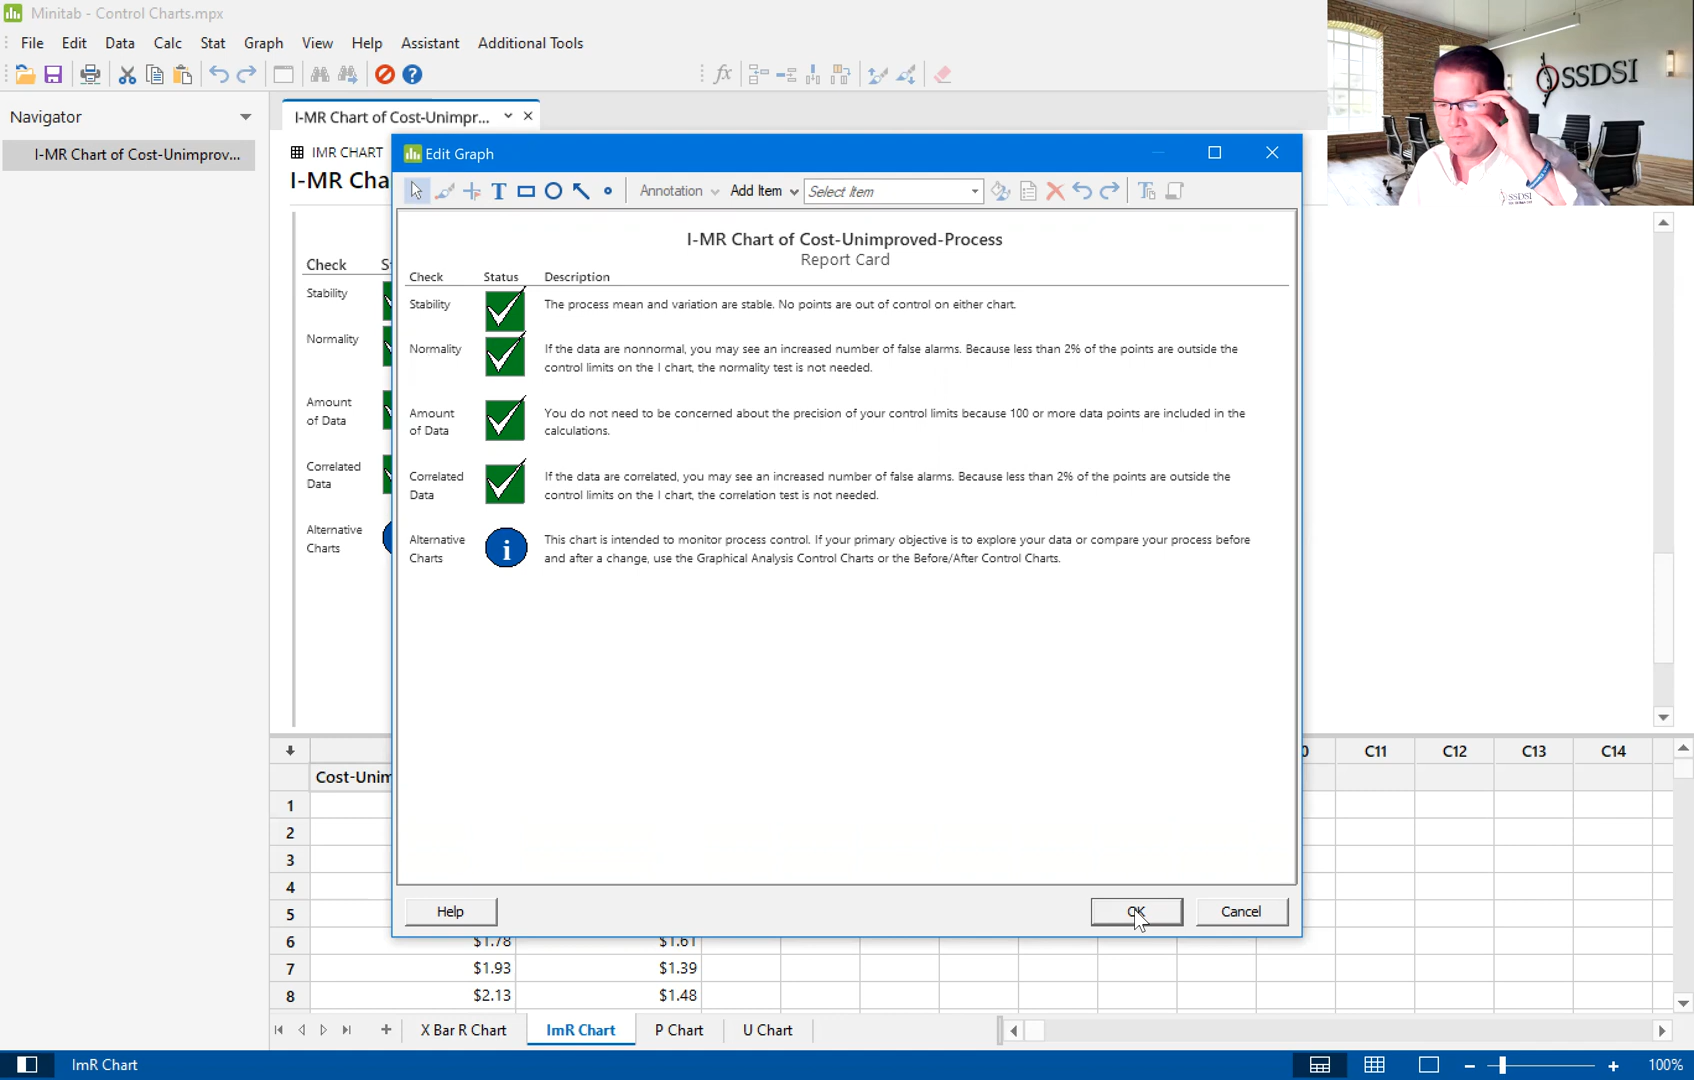 Minitab - Control Charts.mpx
File Edit Data Calc Stat Graph View Help Assistant Additional Tools
fx
SSDSI
SSDSI
Navigator
I-MR Chart of Cost-Unimprov...
I-MR Chart of Cost-Unimpr...
IMR CHART
I-MR Cha
Check
Stability
Normality
Amount
of Data
Correlated
Data
Alternative
Charts
Edit Graph
T Annotation Add Item Select Item
I-MR Chart of Cost-Unimproved-Process
Report Card
Check Status Description
Stability The process mean and variation are stable. No points are out of control on either chart.
Normality If the data are nonnormal, you may see an increased number of false alarms. Because less than 2% of the points are outside the
control limits on the I chart, the normality test is not needed.
Amount You do not need to be concerned about the precision of your control limits because 100 or more data points are included in the
of Data calculations.
Correlated If the data are correlated, you may see an increased number of false alarms. Because less than 2% of the points are outside the
Data control limits on the I chart, the correlation test is not needed.
Alternative This chart is intended to monitor process control. If your primary objective is to explore your data or compare your process before
Charts and after a change, use the Graphical Analysis Control Charts or the Before/After Control Charts.
i
Help OK Cancel
C11 C12 C13 C14
Cost-Unim
1
2
3
4
5
6 $1.78 $1.61
7 $1.93 $1.39
8 $2.13 $1.48
+ X Bar R Chart ImR Chart P Chart U Chart
ImR Chart 100%